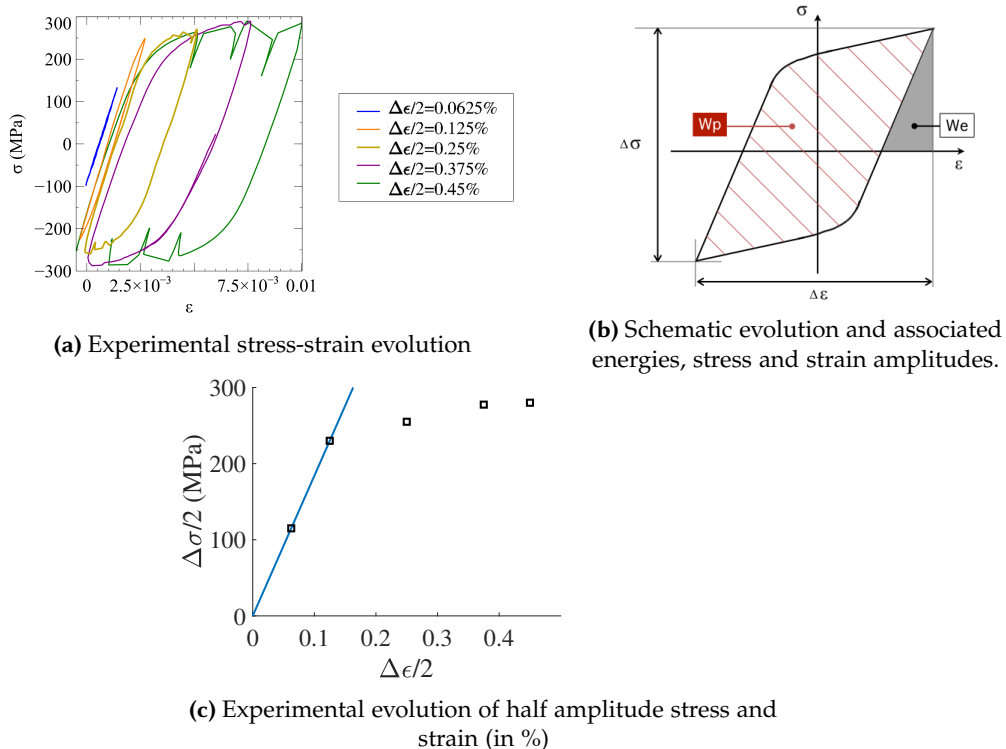 300
200
100
0
−100
−200
−300
σ (MPa)
0
2.5×10⁻³
7.5×10⁻³
0.01
ε
Δϵ/2=0.0625%
Δϵ/2=0.125%
Δϵ/2=0.25%
Δϵ/2=0.375%
Δϵ/2=0.45%
(a) Experimental stress-strain evolution
σ
Wp
We
Δσ
ε
Δε
(b) Schematic evolution and associated
energies, stress and strain amplitudes.
300
200
100
0
Δσ/2 (MPa)
0
0.1
0.2
0.3
0.4
Δϵ/2
(c) Experimental evolution of half amplitude stress and
strain (in %)